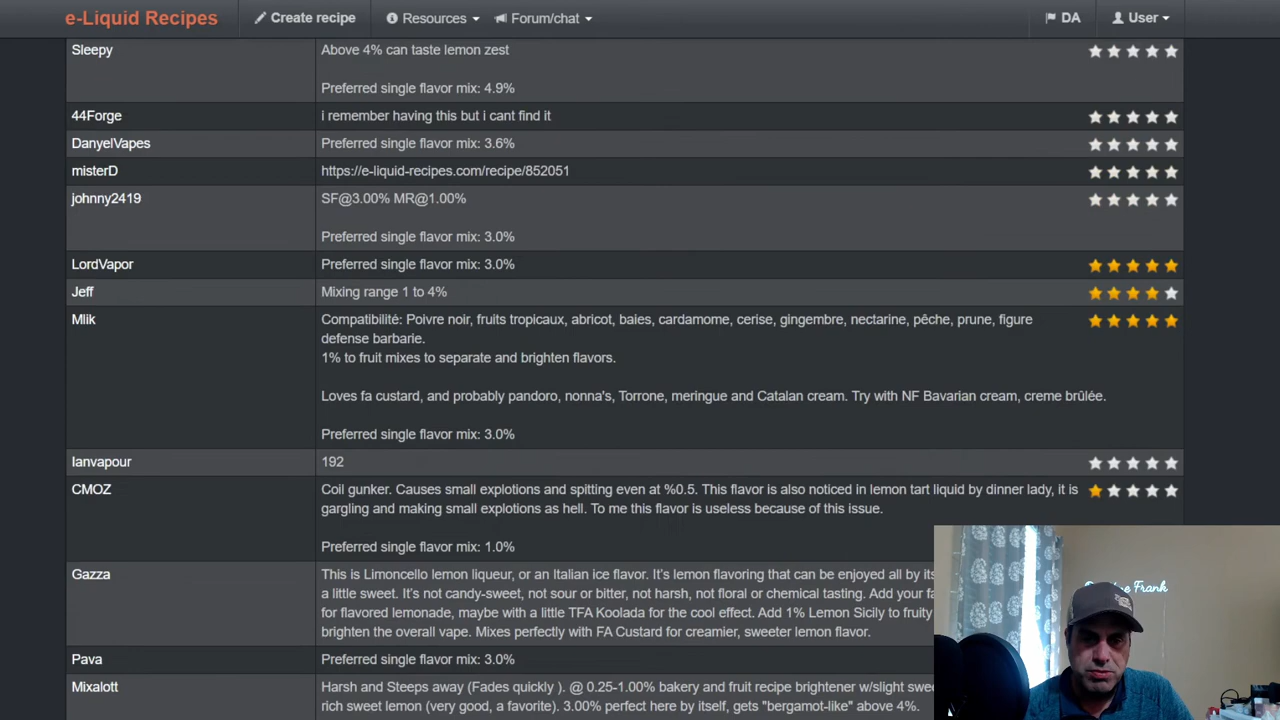 e-Liquid Recipes Create recipe Resources Forum/chat DA User
Sleepy Above 4% can taste lemon zest
Preferred single flavor mix: 4.9%
44Forge i remember having this but i cant find it
DanyelVapes Preferred single flavor mix: 3.6%
misterD https://e-liquid-recipes.com/recipe/852051
johnny2419 SF@3.00% MR@1.00%
Preferred single flavor mix: 3.0%
LordVapor Preferred single flavor mix: 3.0%
Jeff Mixing range 1 to 4%
Mlik Compatibilité: Poivre noir, fruits tropicaux, abricot, baies, cardamome, cerise, gingembre, nectarine, pêche, prune, figure
defense barbarie.
1% to fruit mixes to separate and brighten flavors.
Loves fa custard, and probably pandoro, nonna's, Torrone, meringue and Catalan cream. Try with NF Bavarian cream, creme brûlée.
Preferred single flavor mix: 3.0%
Ianvapour 192
CMOZ Coil gunker. Causes small explotions and spitting even at %0.5. This flavor is also noticed in lemon tart liquid by dinner lady, it is
gargling and making small explotions as hell. To me this flavor is useless because of this issue.
Preferred single flavor mix: 1.0%
Gazza This is Limoncello lemon liqueur, or an Italian ice flavor. It's lemon flavoring that can be enjoyed all by its
a little sweet. It's not candy-sweet, not sour or bitter, not harsh, not floral or chemical tasting. Add your fa
for flavored lemonade, maybe with a little TFA Koolada for the cool effect. Add 1% Lemon Sicily to fruity
brighten the overall vape. Mixes perfectly with FA Custard for creamier, sweeter lemon flavor.
Frank
Pava Preferred single flavor mix: 3.0%
Mixalott Harsh and Steeps away (Fades quickly ). @ 0.25-1.00% bakery and fruit recipe brightener w/slight swe
rich sweet lemon (very good, a favorite). 3.00% perfect here by itself, gets "bergamot-like" above 4%.